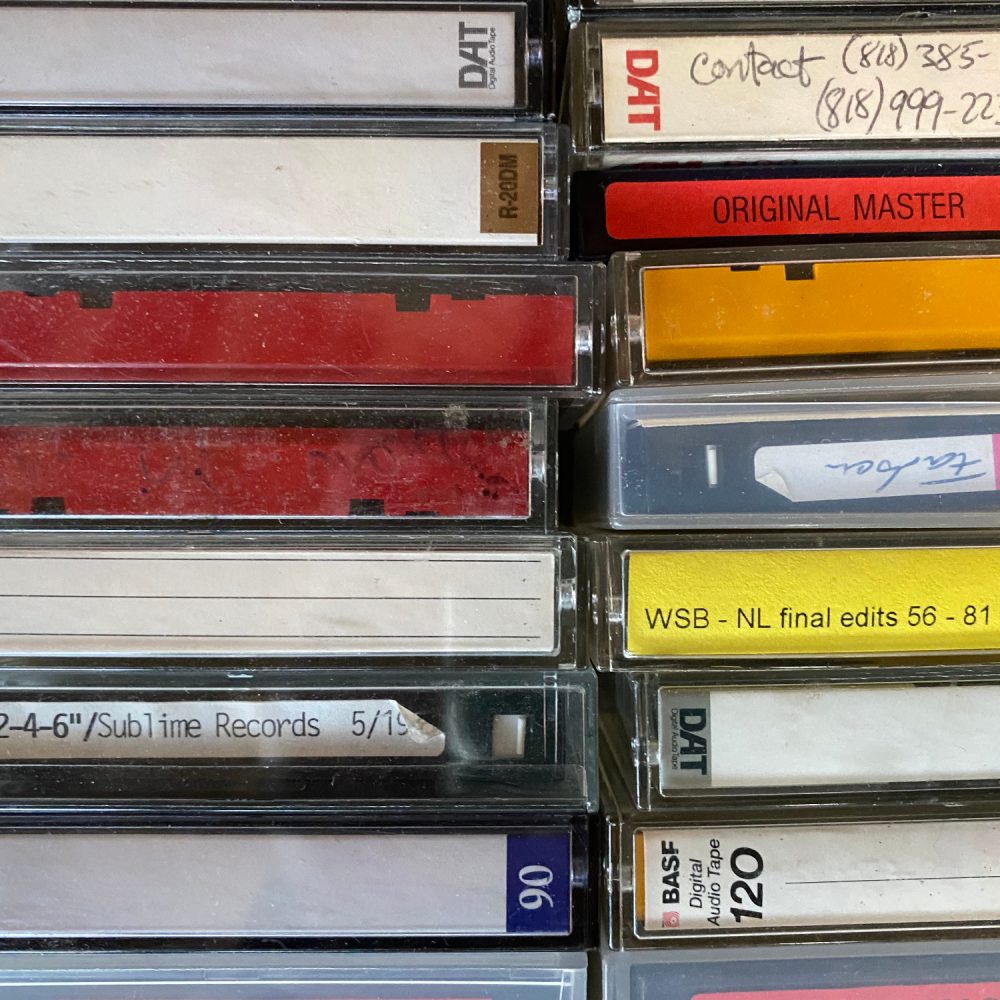 DAT
Digital Audio Tape
R-20DM
2-4-6"/Sublime Records 5/19
90
DAT
contact (818) 385-
(818) 999-22
ORIGINAL MASTER
WSB - NL final edits 56 - 81
DAT
Digital Audio Tape
BASF
Digital
Audio Tape
120